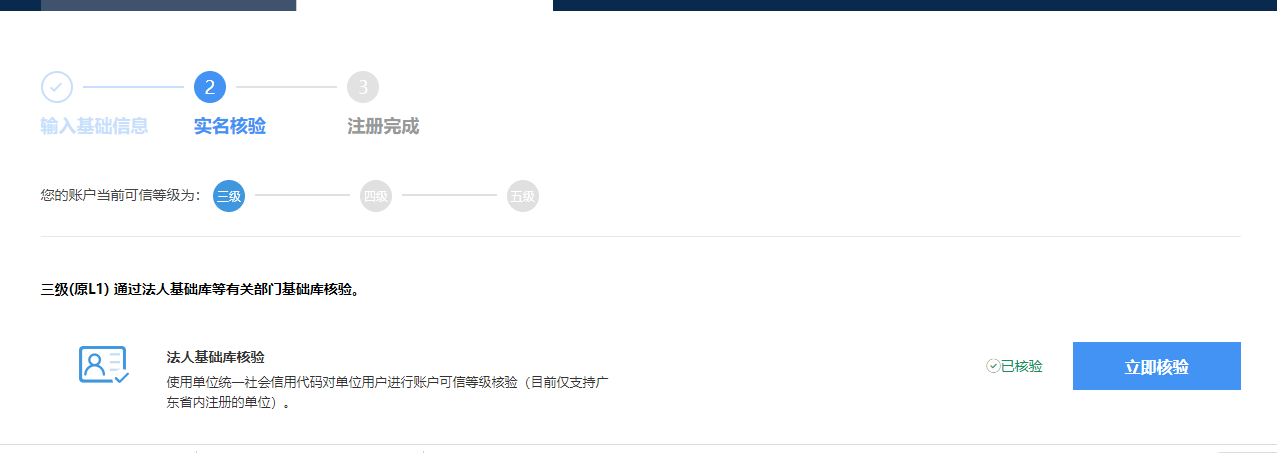 2
3
输入基础信息
实名核验
注册完成
您的账户当前可信等级为：
三级
四级
五级
三级(原L1) 通过法人基础库等有关部门基础库核验。
法人基础库核验
使用单位统一社会信用代码对单位用户进行账户可信等级核验（目前仅支持广
东省内注册的单位）。
已核验
立即核验